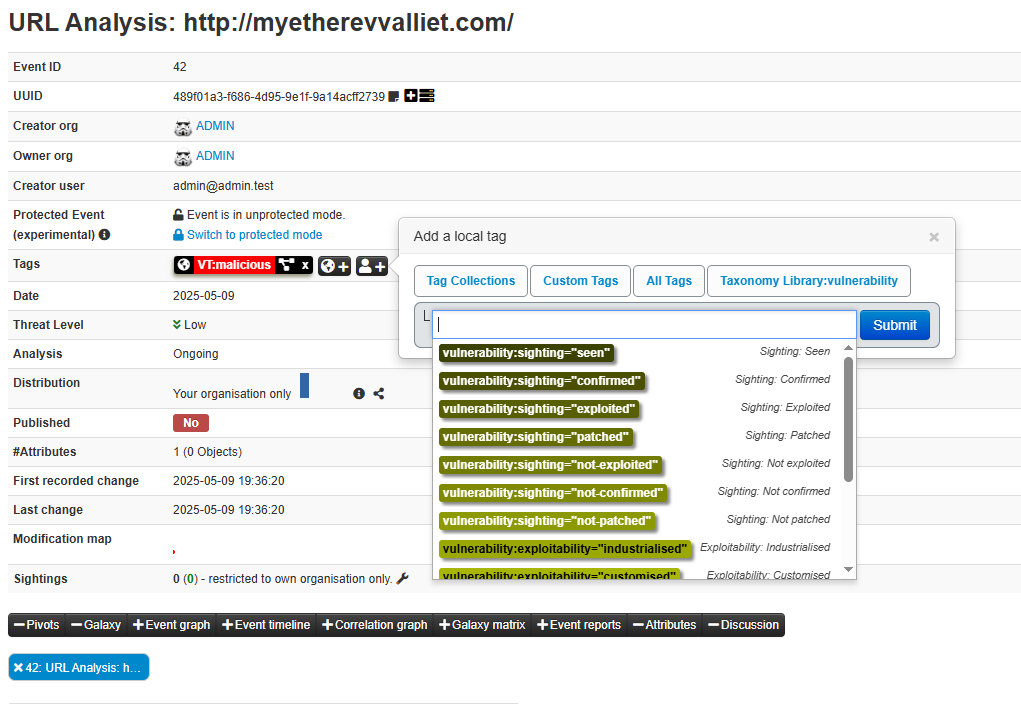 URL Analysis: http://myetherevvalliet.com/
Event ID 42
UUID 489f01a3-f686-4d95-9e1f-9a14acff2739
Creator org ADMIN
Owner org ADMIN
Creator user admin@admin.test
Protected Event (experimental) Event is in unprotected mode.
Switch to protected mode
Tags VT:malicious x
Date 2025-05-09
Threat Level Low
Analysis Ongoing
Distribution Your organisation only
Published No
#Attributes 1 (0 Objects)
First recorded change 2025-05-09 19:36:20
Last change 2025-05-09 19:36:20
Modification map
Sightings 0 (0) - restricted to own organisation only.
Add a local tag ×
Tag Collections Custom Tags All Tags Taxonomy Library:vulnerability
Submit
vulnerability:sighting="seen" Sighting: Seen
vulnerability:sighting="confirmed" Sighting: Confirmed
vulnerability:sighting="exploited" Sighting: Exploited
vulnerability:sighting="patched" Sighting: Patched
vulnerability:sighting="not-exploited" Sighting: Not exploited
vulnerability:sighting="not-confirmed" Sighting: Not confirmed
vulnerability:sighting="not-patched" Sighting: Not patched
vulnerability:exploitability="industrialised" Exploitability: Industrialised
vulnerability:exploitability="customised" Exploitability: Customised
Pivots Galaxy Event graph Event timeline Correlation graph Galaxy matrix Event reports Attributes Discussion
42: URL Analysis: h...